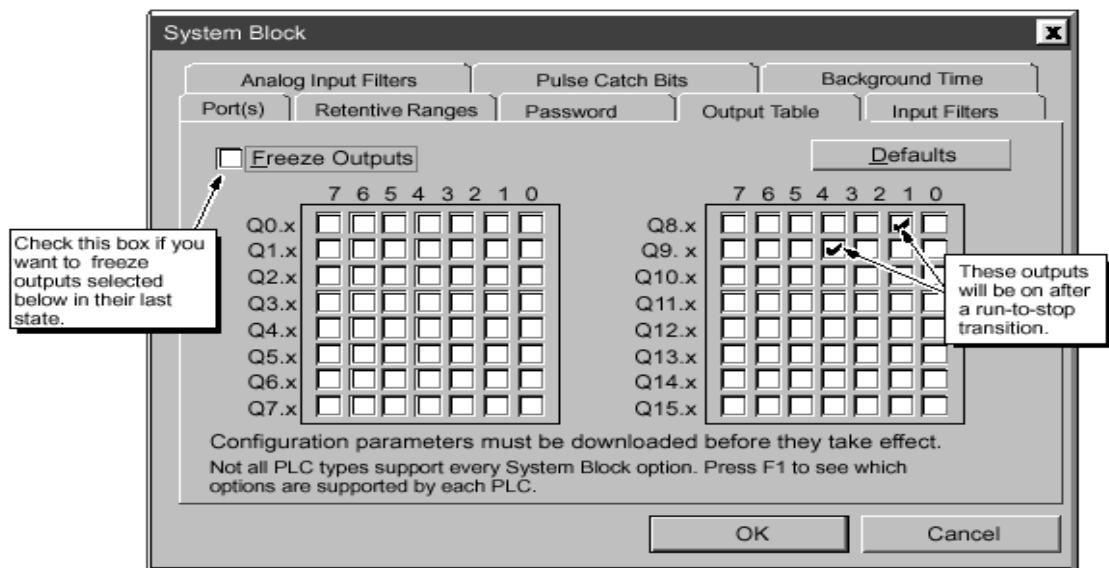 System Block
Analog Input Filters Pulse Catch Bits Background Time
Port(s) Retentive Ranges Password Output Table Input Filters
Freeze Outputs Defaults
7 6 5 4 3 2 1 0 7 6 5 4 3 2 1 0
Q0.x Q8.x
Q1.x Q9. x
Q2.x Q10.x
Q3.x Q11.x
Q4.x Q12.x
Q5.x Q13.x
Q6.x Q14.x
Q7.x Q15.x
Check this box if you
want to freeze
outputs selected
below in their last
state.
These outputs
will be on after
a run-to-stop
transition.
Configuration parameters must be downloaded before they take effect.
Not all PLC types support every System Block option. Press F1 to see which
options are supported by each PLC.
OK Cancel